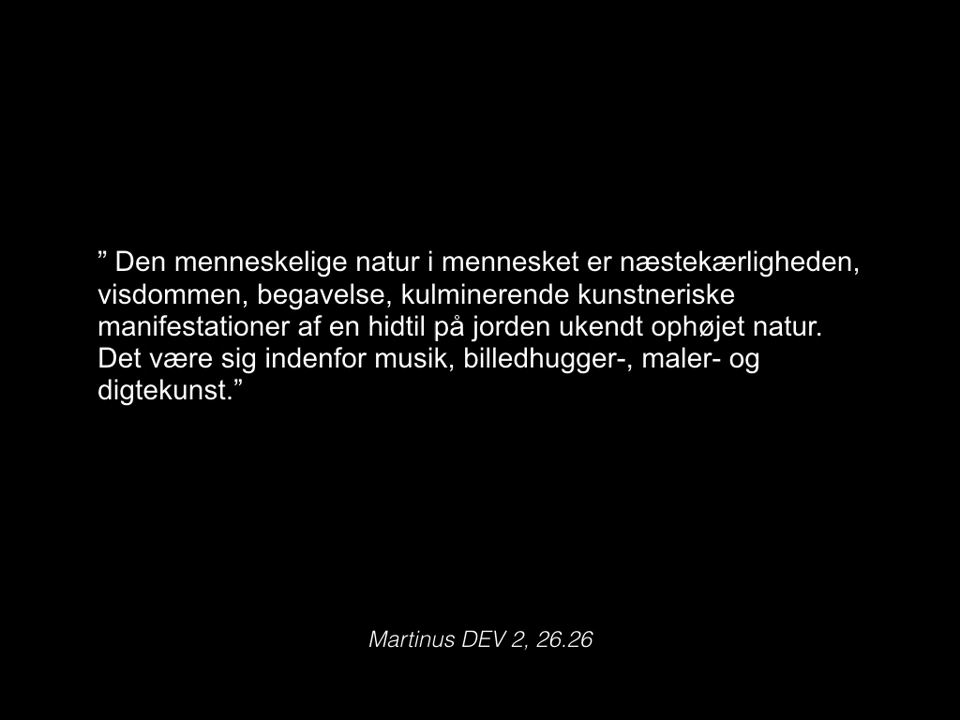 ” Den menneskelige natur i mennesket er næstekærligheden,
visdommen, begavelse, kulminerende kunstneriske
manifestationer af en hidtil på jorden ukendt ophøjet natur.
Det være sig indenfor musik, billedhugger-, maler- og
digtekunst.”
Martinus DEV 2, 26.26